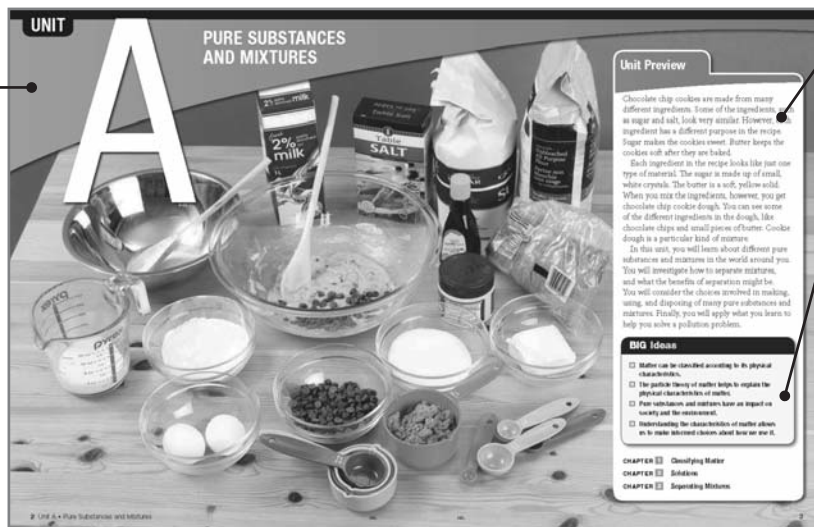 UNIT
A
PURE SUBSTANCES
AND MIXTURES
2%
milk
Table
SALT
pyrex
Unit Preview
Chocolate chip cookies are made from many
different ingredients. Some of the ingredients, such
as sugar and salt, look very similar. However, each
ingredient has a different purpose in the recipe.
Sugar makes the cookies sweet. Butter keeps the
cookies soft after they are baked.
Each ingredient in the recipe looks like just one
type of material. The sugar is made up of small,
white crystals. The butter is a soft, yellow solid.
When you mix the ingredients, however, you get
chocolate chip cookie dough. You can see some
of the different ingredients in the dough, like
chocolate chips and small pieces of butter. Cookie
dough is a particular kind of mixture.
In this unit, you will learn about different pure
substances and mixtures in the world around you.
You will investigate how to separate mixtures,
and what the benefits of separation might be.
You will consider the choices involved in making,
using, and disposing of many pure substances and
mixtures. Finally, you will apply what you learn to
help you solve a pollution problem.
BIG Ideas
Matter can be classified according to its physical
characteristics.
The particle theory of matter helps to explain the
physical characteristics of matter.
Pure substances and mixtures have an impact on
society and the environment.
Understanding the characteristics of matter allows
us to make informed choices about how we use it.
CHAPTER 1 Classifying Matter
CHAPTER 2 Solutions
CHAPTER 3 Separating Mixtures
2 Unit A • Pure Substances and Mixtures
3